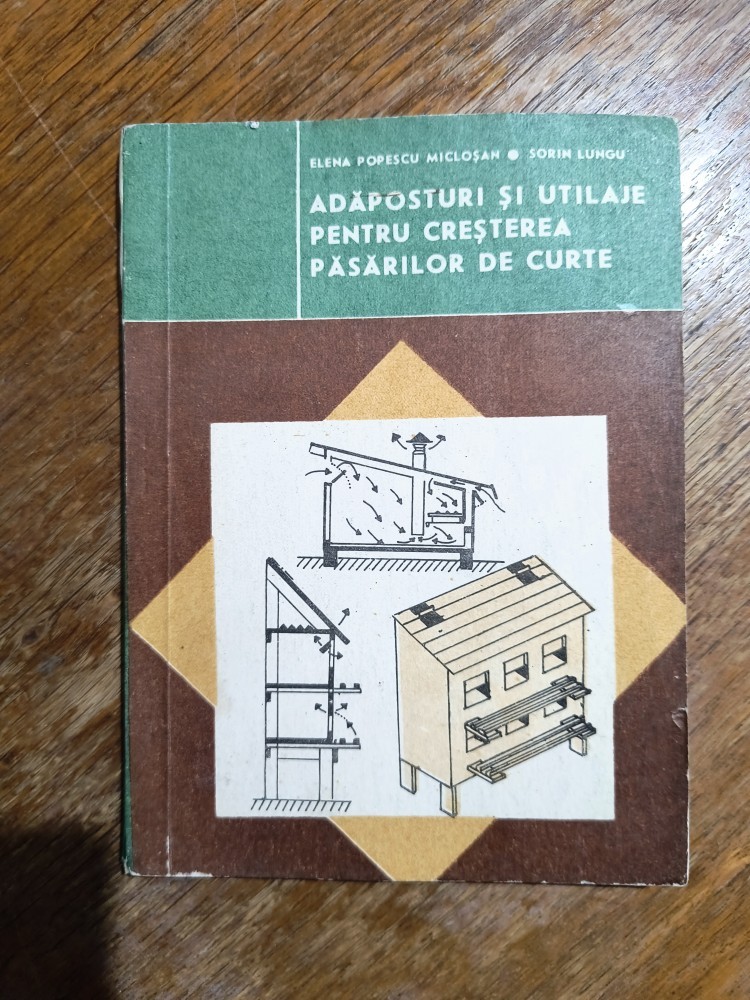 ELENA POPESCU MICLOȘAN ● SORIN LUNGU
ADĂPOSTURI ȘI UTILAJE
PENTRU CREȘTEREA
PĂSĂRILOR DE CURTE